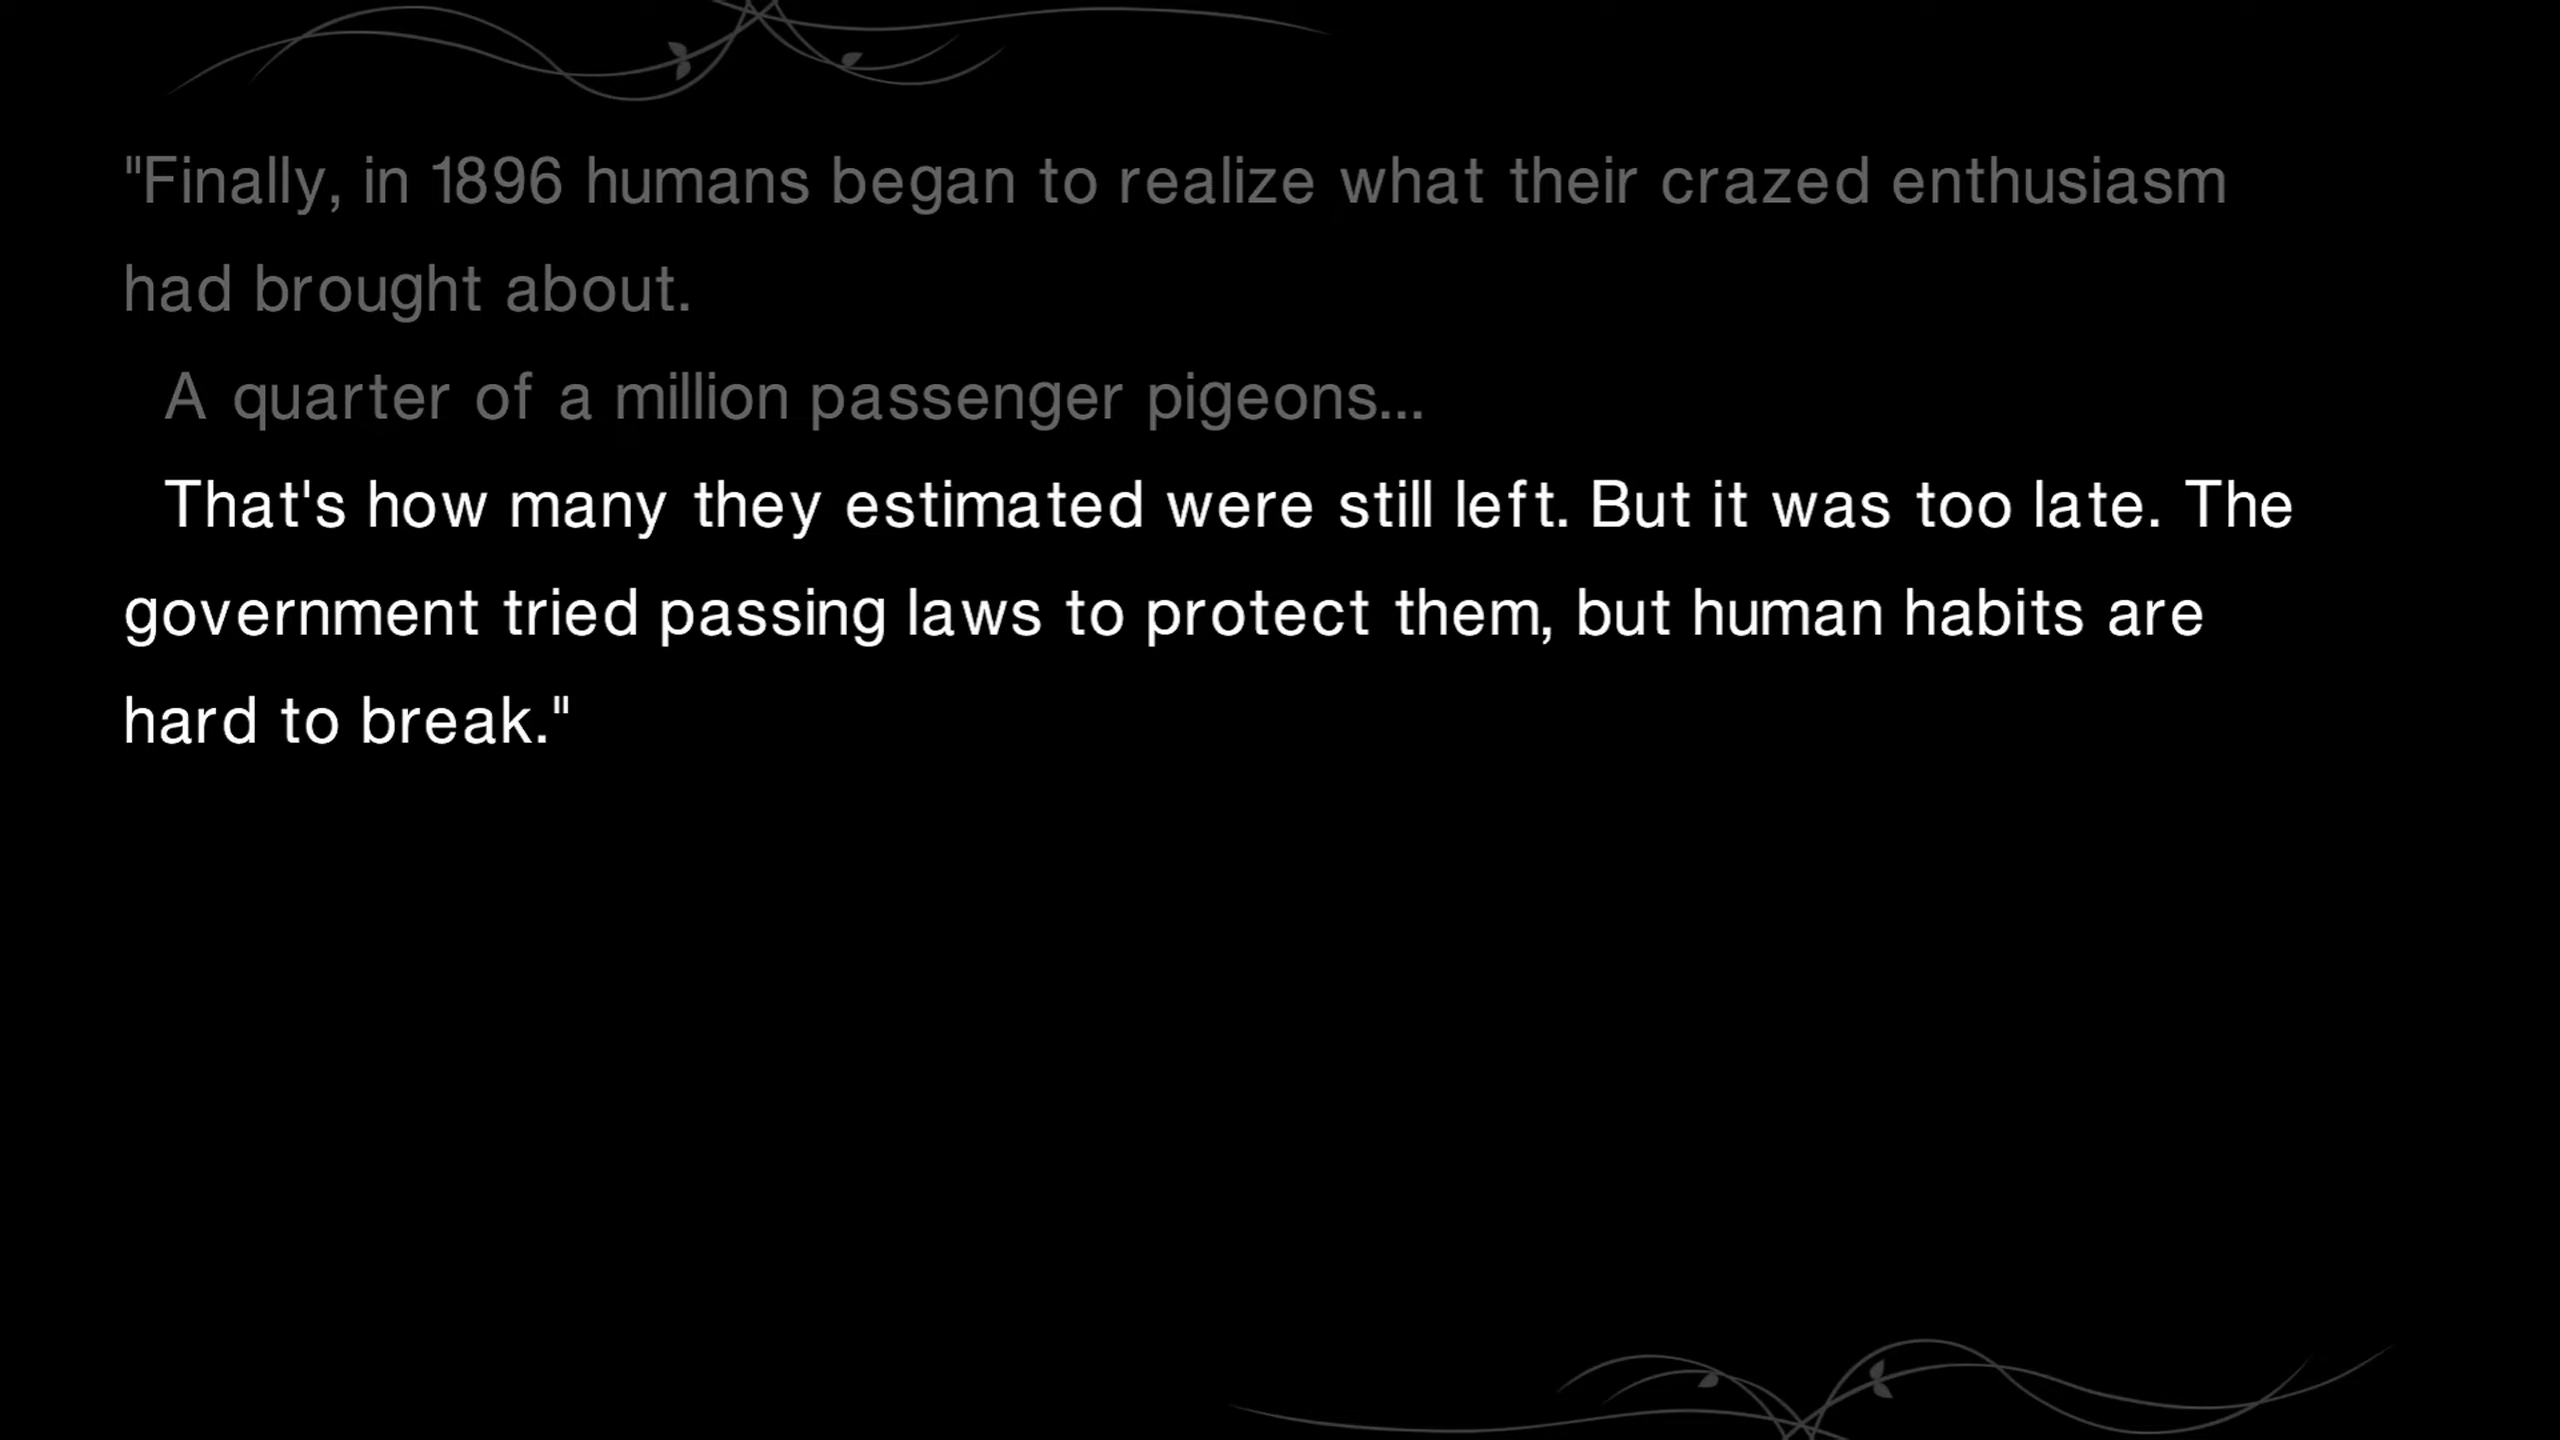 "Finally, in 1896 humans began to realize what their crazed enthusiasm
had brought about.
A quarter of a million passenger pigeons...
That's how many they estimated were still left. But it was too late. The
government tried passing laws to protect them, but human habits are
hard to break."